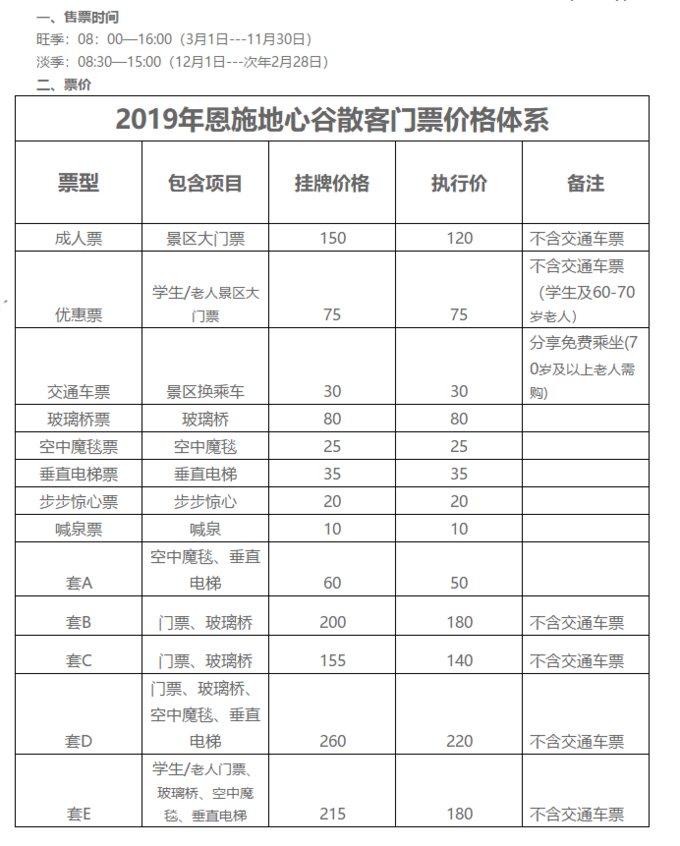 一、售票时间
旺季：08：00—16:00（3月1日---11月30日）
淡季：08:30—15:00（12月1日---次年2月28日）
二、票价
2019年恩施地心谷散客门票价格体系
票型 包含项目 挂牌价格 执行价 备注
成人票 景区大门票 150 120 不含交通车票
优惠票 学生/老人景区大
门票 75 75 不含交通车票
（学生及60-70
岁老人）
交通车票 景区换乘车 30 30 分享免费乘坐(7
0岁及以上老人需
购)
玻璃桥票 玻璃桥 80 80
空中魔毯票 空中魔毯 25 25
垂直电梯票 垂直电梯 35 35
步步惊心票 步步惊心 20 20
喊泉票 喊泉 10 10
套A 空中魔毯、垂直
电梯 60 50
套B 门票、玻璃桥 200 180 不含交通车票
套C 门票、玻璃桥 155 140 不含交通车票
套D 门票、玻璃桥、
空中魔毯、垂直
电梯 260 220 不含交通车票
套E 学生/老人门票、
玻璃桥、空中魔
毯、垂直电梯 215 180 不含交通车票